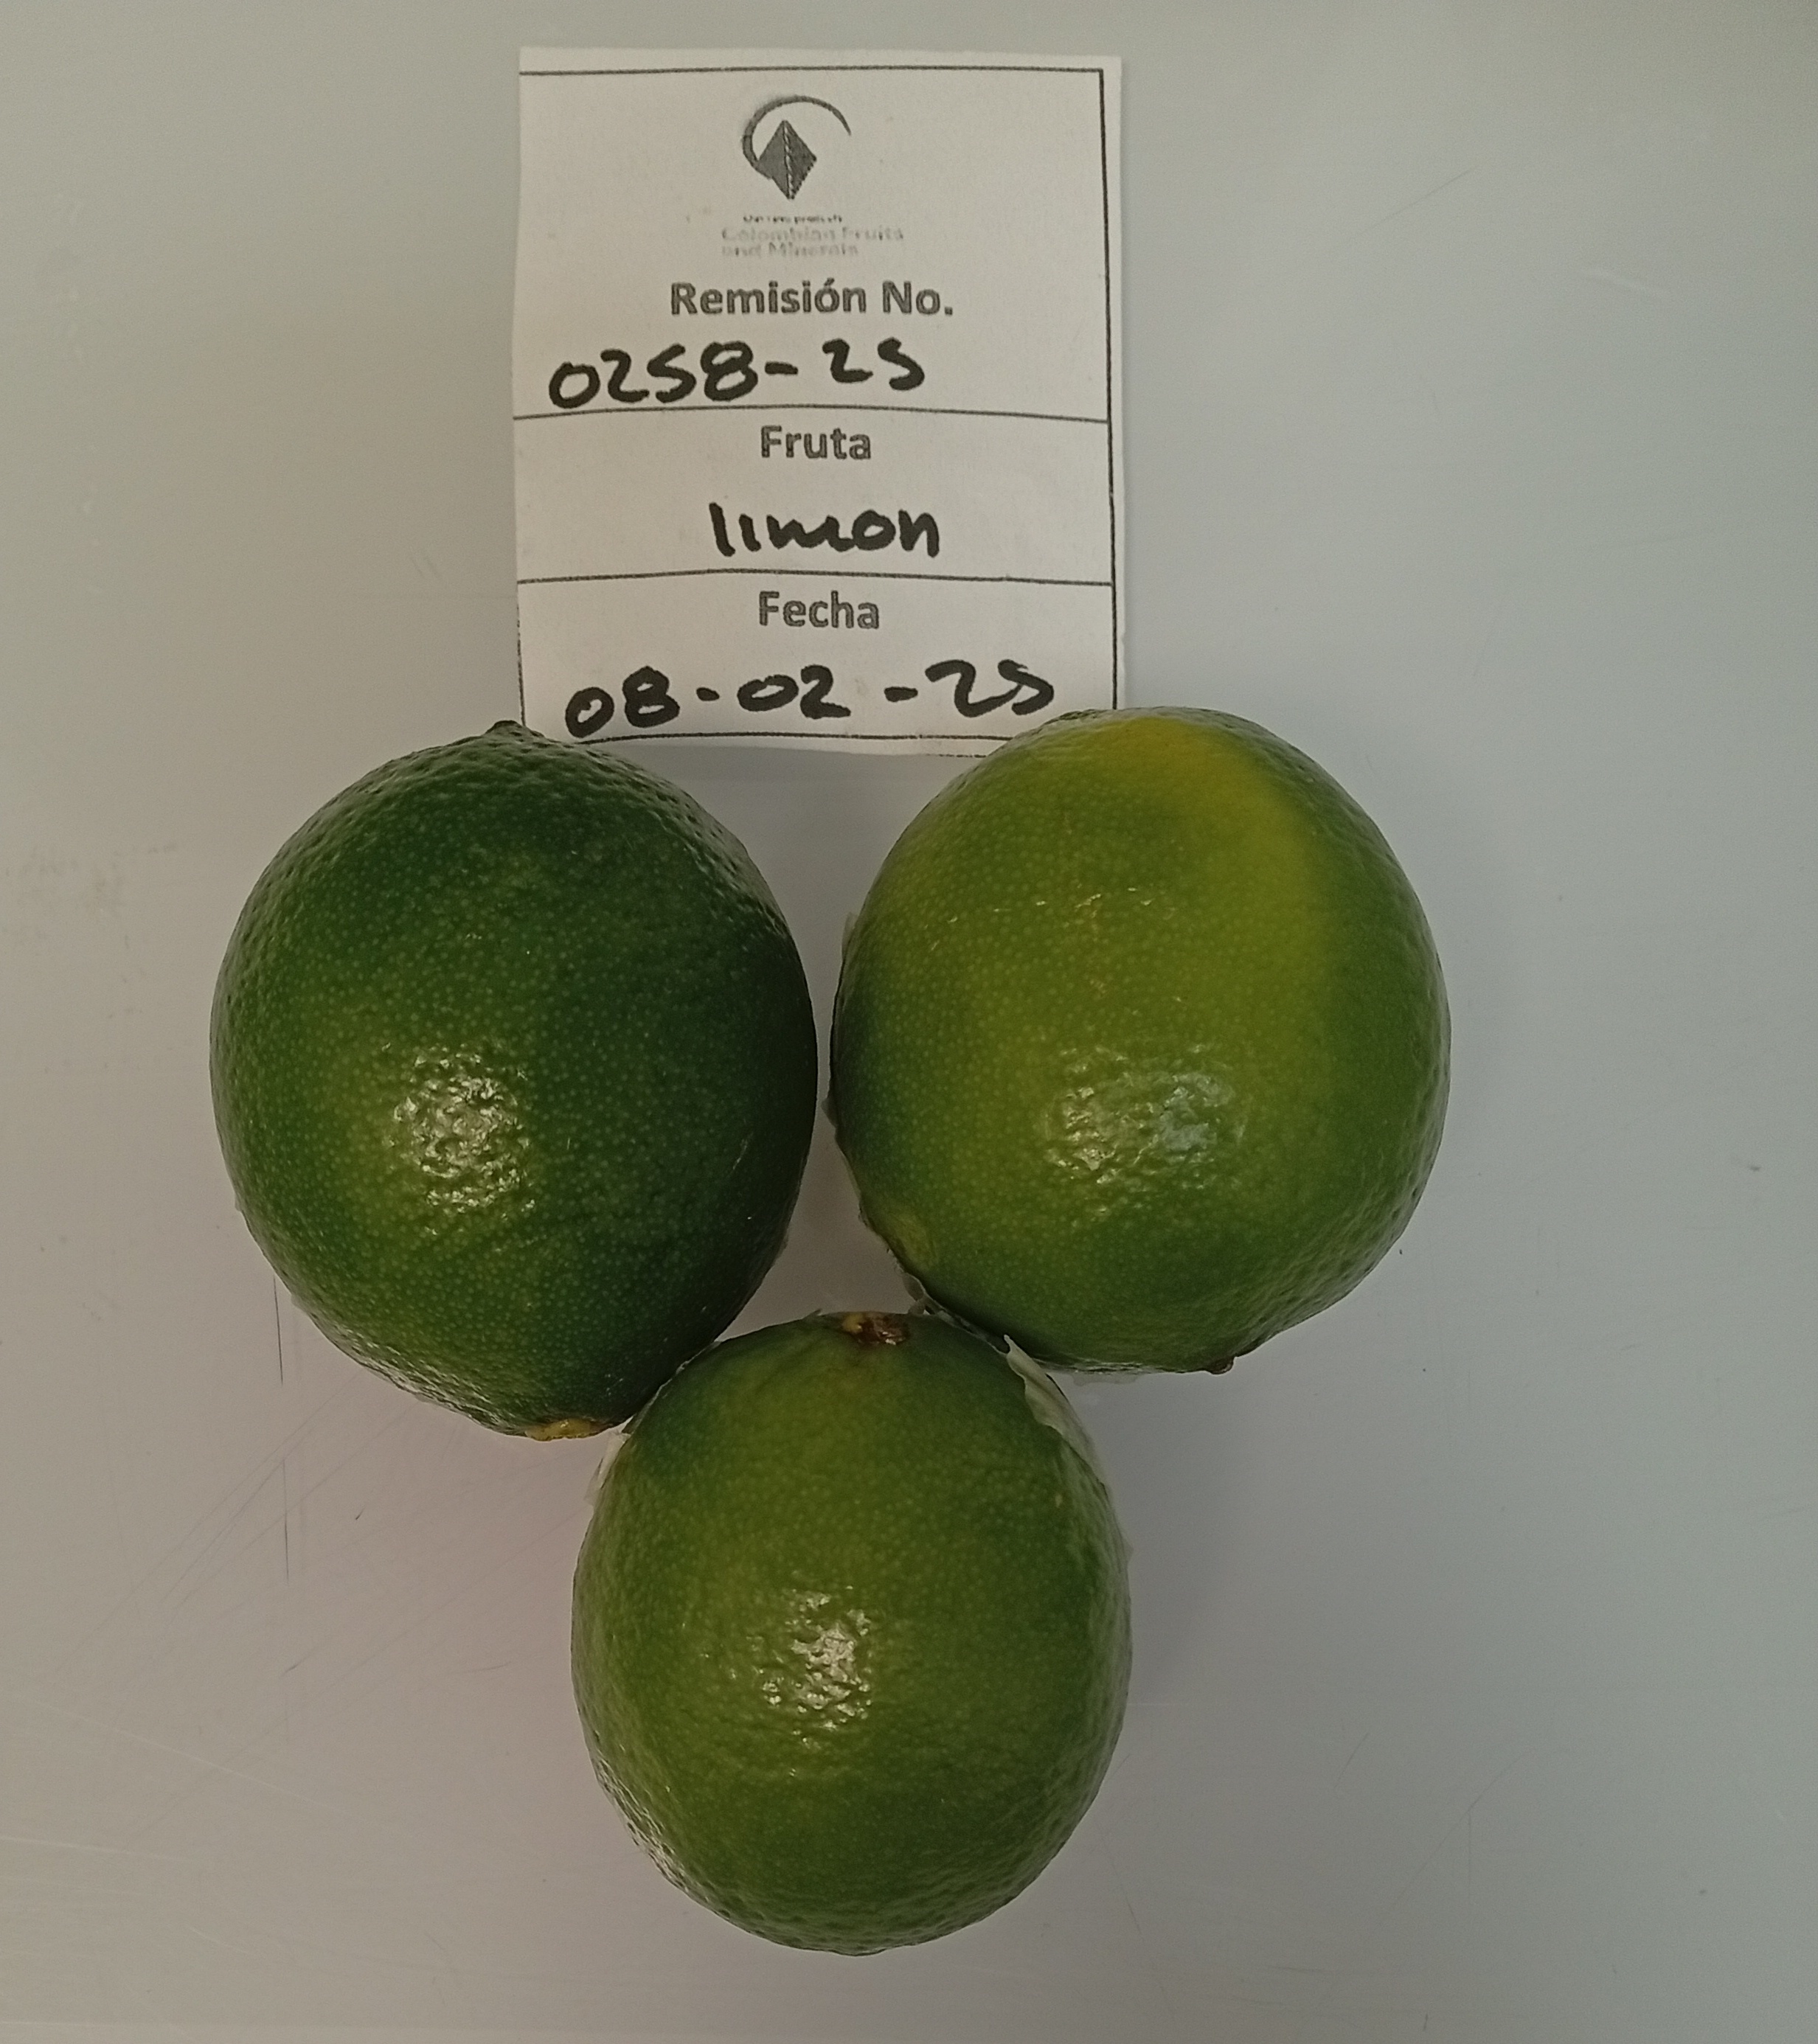 Colombian Fruits
and Minerals
Remisión No.
0258-25
Fruta
limon
Fecha
08-02-25